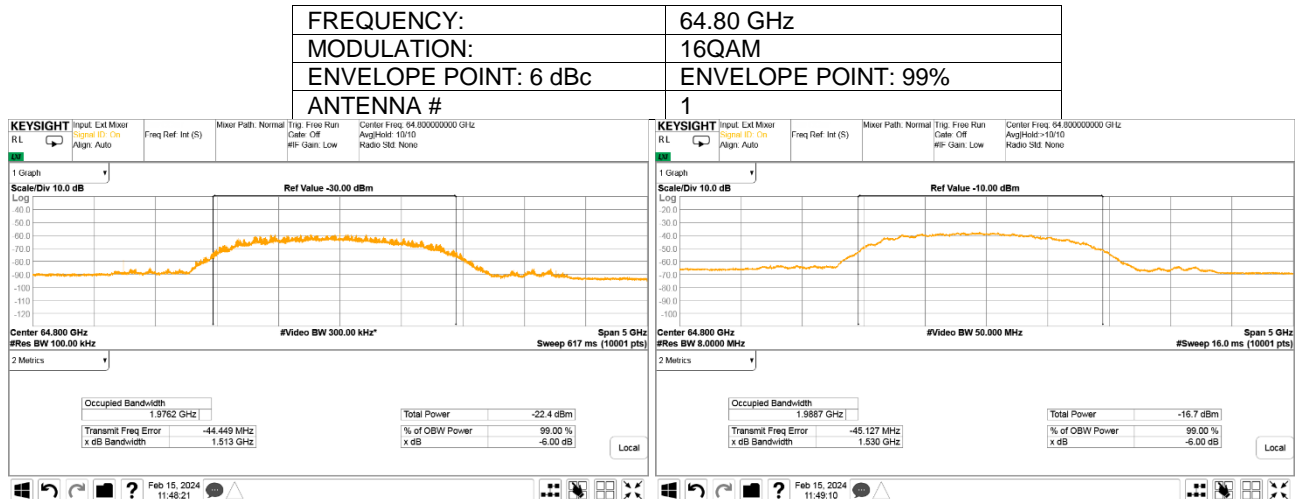 FREQUENCY: 64.80 GHz
MODULATION: 16QAM
ENVELOPE POINT: 6 dBc ENVELOPE POINT: 99%
ANTENNA # 1
KEYSIGHT
RL
Input: Ext Mixer
Signal ID: On
Align: Auto
Freq Ref: Int (S)
Mixer Path: Normal
Trig: Free Run
Gate: Off
#IF Gain: Low
Center Freq: 64.800000000 GHz
Avg|Hold: 10/10
Radio Std: None
1 Graph
Scale/Div 10.0 dB
Ref Value -30.00 dBm
Log
-40.0
-50.0
-60.0
-70.0
-80.0
-90.0
-100
-110
-120
Center 64.800 GHz
#Res BW 100.00 kHz
#Video BW 300.00 kHz*
Span 5 GHz
Sweep 617 ms (10001 pts)
2 Metrics
Occupied Bandwidth
1.9762 GHz
Transmit Freq Error -44.449 MHz
x dB Bandwidth 1.513 GHz
Total Power -22.4 dBm
% of OBW Power 99.00 %
x dB -6.00 dB
Local
?
Feb 15, 2024
11:48:21
KEYSIGHT
RL
Input: Ext Mixer
Signal ID: On
Align: Auto
Freq Ref: Int (S)
Mixer Path: Normal
Trig: Free Run
Gate: Off
#IF Gain: Low
Center Freq: 64.800000000 GHz
Avg|Hold:>10/10
Radio Std: None
1 Graph
Scale/Div 10.0 dB
Ref Value -10.00 dBm
Log
-20.0
-30.0
-40.0
-50.0
-60.0
-70.0
-80.0
-90.0
-100
Center 64.800 GHz
#Res BW 8.0000 MHz
#Video BW 50.000 MHz
Span 5 GHz
#Sweep 16.0 ms (10001 pts)
2 Metrics
Occupied Bandwidth
1.9887 GHz
Transmit Freq Error -45.127 MHz
x dB Bandwidth 1.530 GHz
Total Power -16.7 dBm
% of OBW Power 99.00 %
x dB -6.00 dB
Local
?
Feb 15, 2024
11:49:10